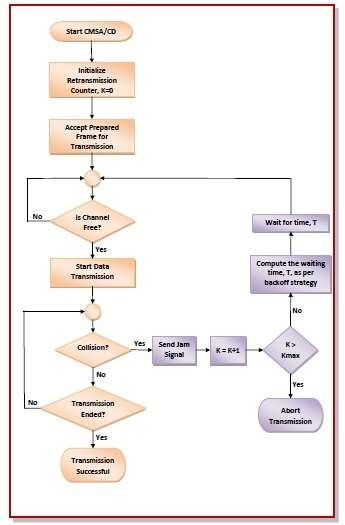 Start CMSA/CD
Initialize
Retransmission
Counter, K=0
Accept Prepared
Frame for
Transmission
Is Channel
Free?
No
Yes
Start Data
Transmission
Collision?
Yes
No
Transmission
Ended?
No
Yes
Transmission
Successful
Send Jam
Signal
K = K+1
K >
Kmax
No
Yes
Abort
Transmission
Compute the waiting
time, T, as per
backoff strategy
Wait for time, T